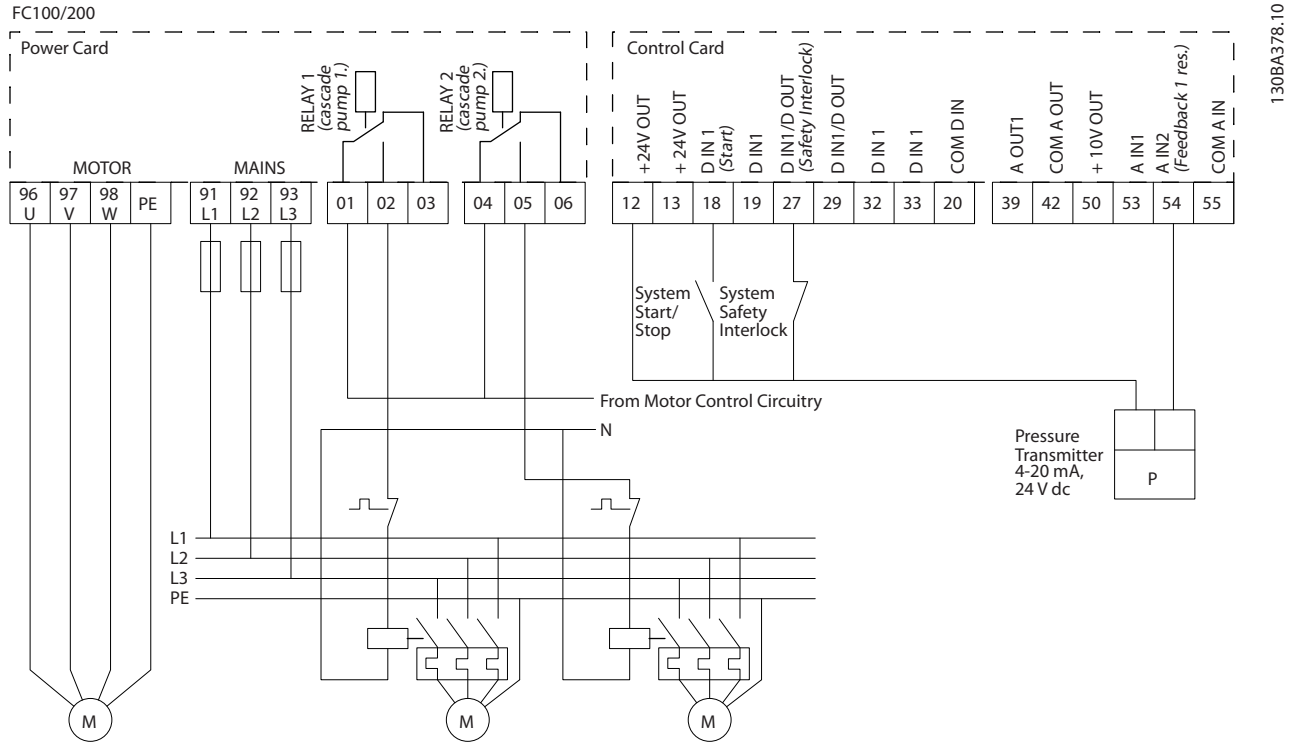 FC100/200
130BA378.10
Power Card
Control Card
RELAY 1
(cascade
pump 1.)
RELAY 2
(cascade
pump 2.)
MOTOR
MAINS
+24V OUT
+ 24V OUT
D IN 1
(Start)
D IN1
D IN1/D OUT
(Safety Interlock)
D IN1/D OUT
D IN 1
D IN 1
COM D IN
A OUT1
COM A OUT
+ 10V OUT
A IN1
A IN2
(Feedback 1 res.)
COM A IN
96 97 98 PE
U V W
91 92 93
L1 L2 L3
01 02 03
04 05 06
12 13 18 19 27 29 32 33 20
39 42 50 53 54 55
System
Start/
Stop
System
Safety
Interlock
From Motor Control Circuitry
N
Pressure
Transmitter
4-20 mA,
24 V dc
P
L1
L2
L3
PE
M
M
M